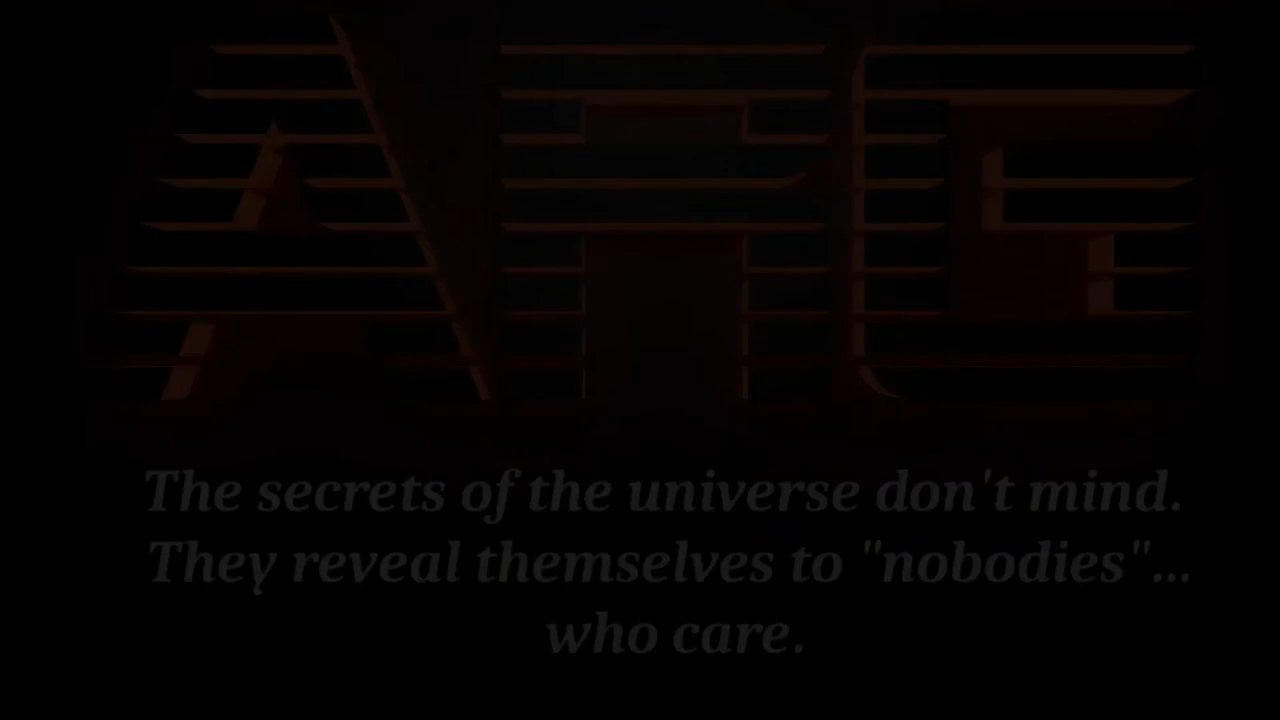 The secrets of the universe don't mind.
They reveal themselves to "nobodies"...
who care.